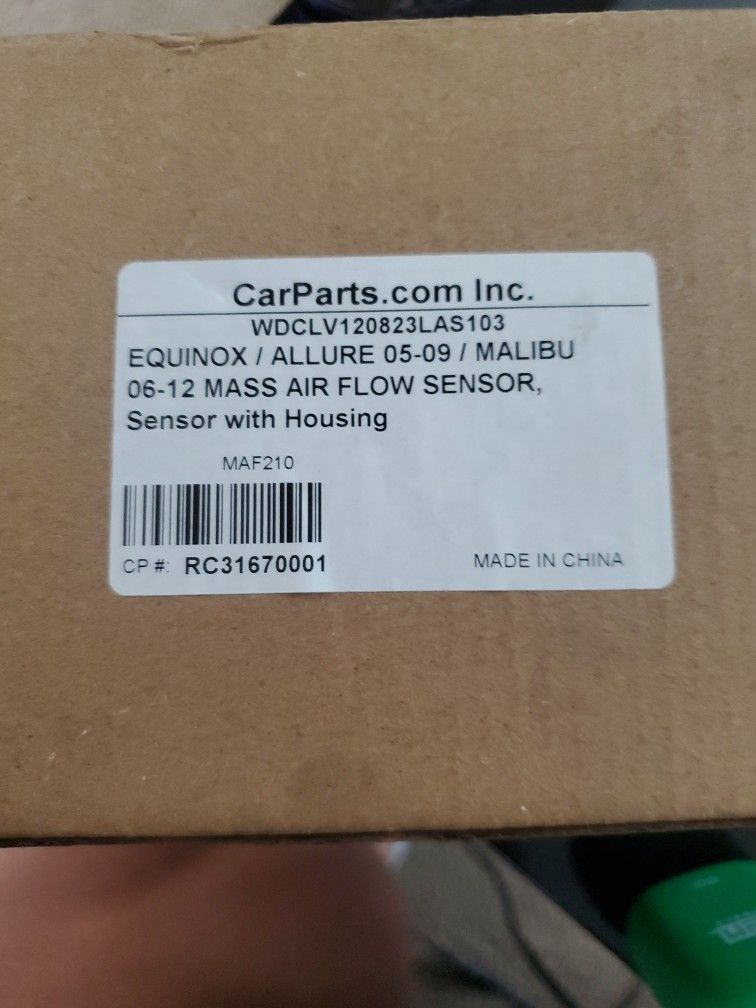 CarParts.com Inc.
WDCLV120823LAS103
EQUINOX / ALLURE 05-09 / MALIBU
06-12 MASS AIR FLOW SENSOR,
Sensor with Housing
MAF210
CP #: RC31670001 MADE IN CHINA